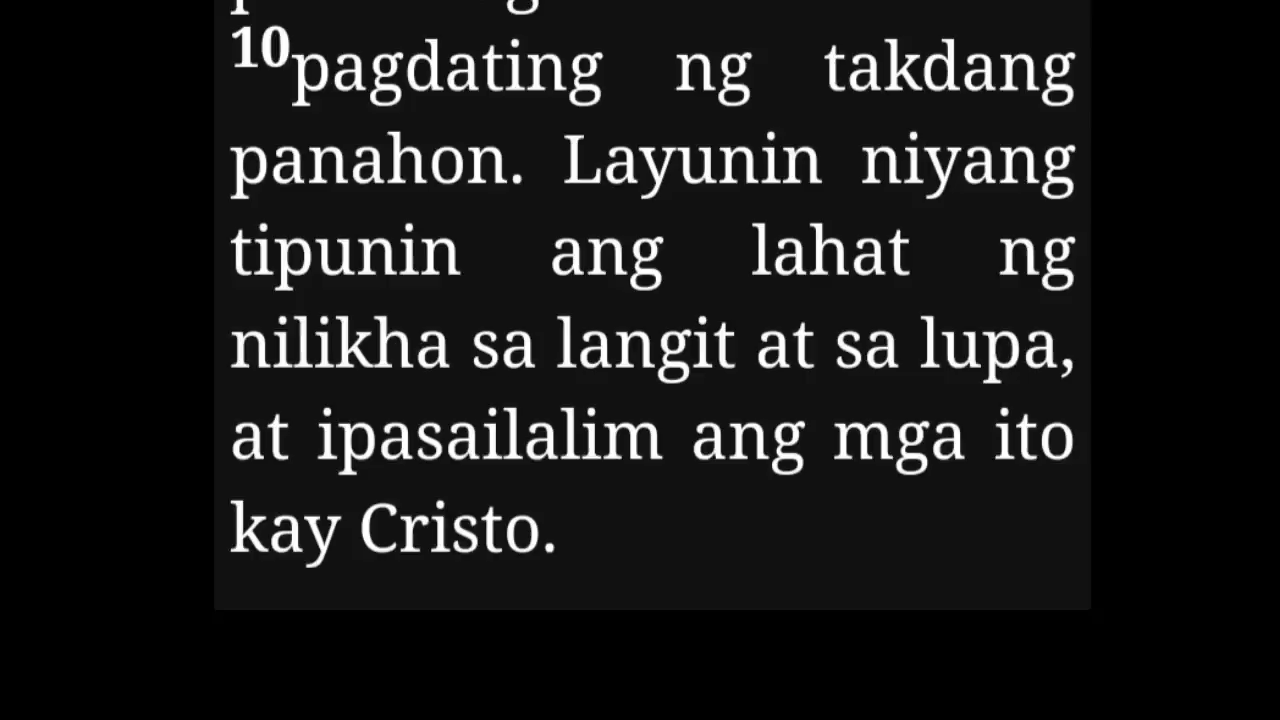 10pagdating ng takdang
panahon. Layunin niyang
tipunin ang lahat ng
nilikha sa langit at sa lupa,
at ipasailalim ang mga ito
kay Cristo.